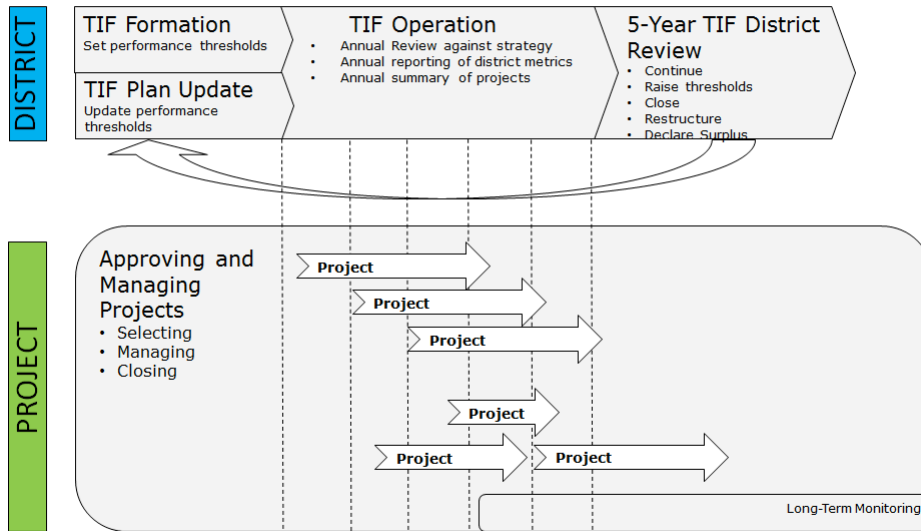 DISTRICT
TIF Formation
Set performance thresholds
TIF Plan Update
Update performance
thresholds
TIF Operation
• Annual Review against strategy
• Annual reporting of district metrics
• Annual summary of projects
5-Year TIF District
Review
• Continue
• Raise thresholds
• Close
• Restructure
• Declare Surplus
PROJECT
Approving and
Managing
Projects
• Selecting
• Managing
• Closing
Project
Project
Project
Project
Project
Project
Long-Term Monitoring